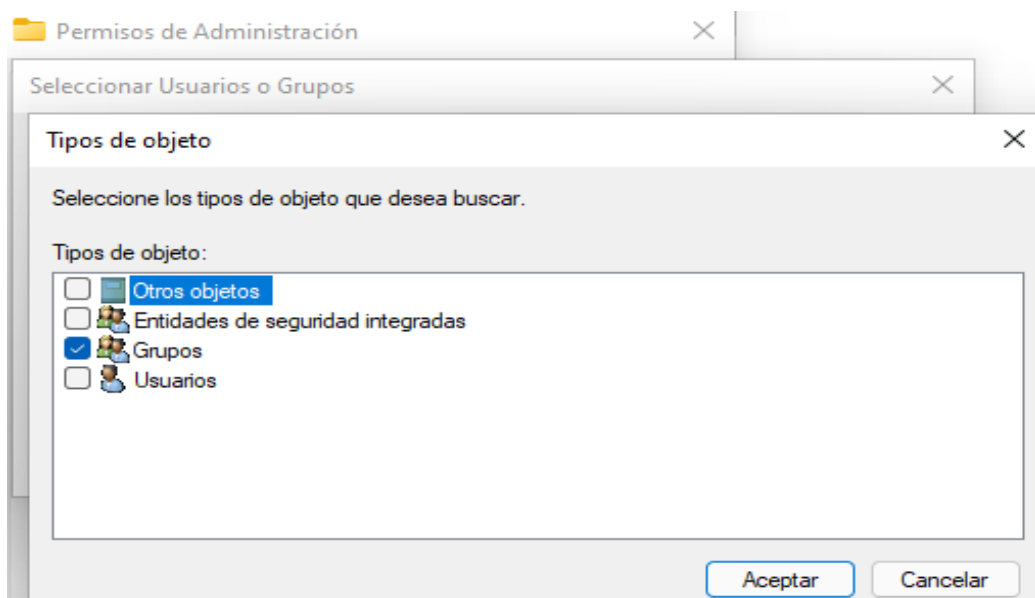 Permisos de Administración
Seleccionar Usuarios o Grupos
Tipos de objeto
Seleccione los tipos de objeto que desea buscar.
Tipos de objeto:
Otros objetos
Entidades de seguridad integradas
Grupos
Usuarios
Aceptar
Cancelar